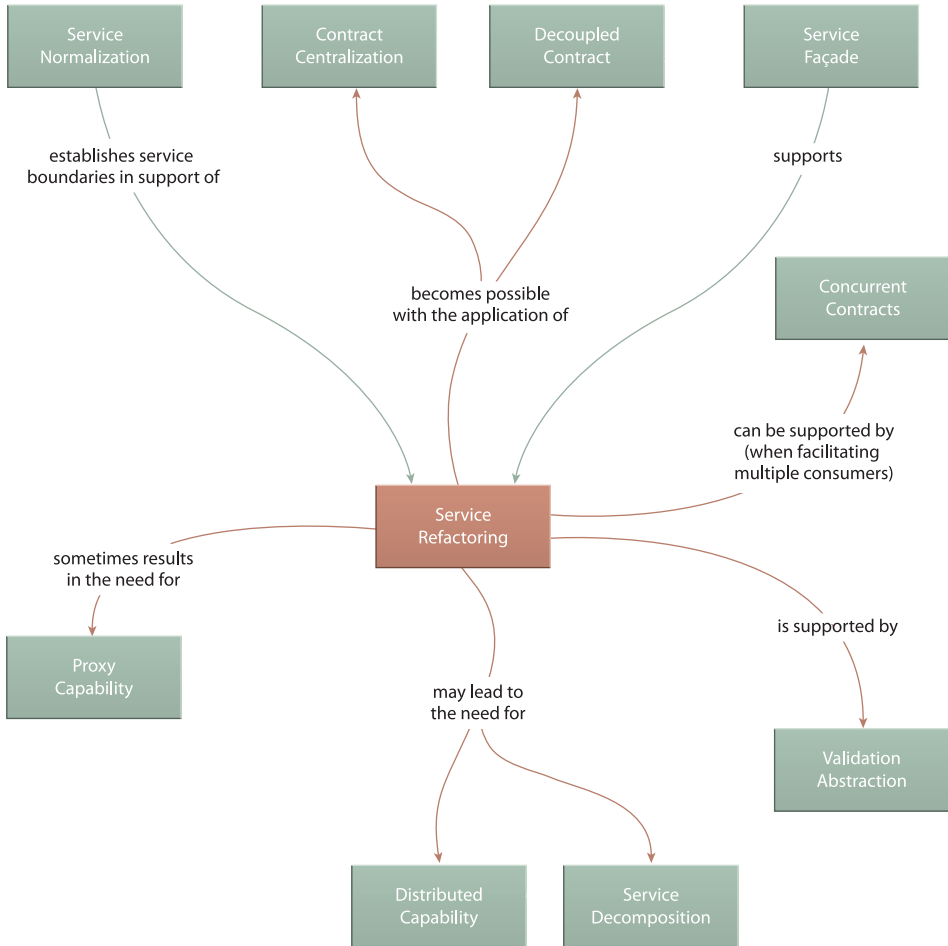 Service
Normalization
Contract
Centralization
Decoupled
Contract
Service
Façade
establishes service
boundaries in support of
supports
becomes possible
with the application of
Concurrent
Contracts
can be supported by
(when facilitating
multiple consumers)
Service
Refactoring
sometimes results
in the need for
is supported by
Proxy
Capability
may lead to
the need for
Validation
Abstraction
Distributed
Capability
Service
Decomposition